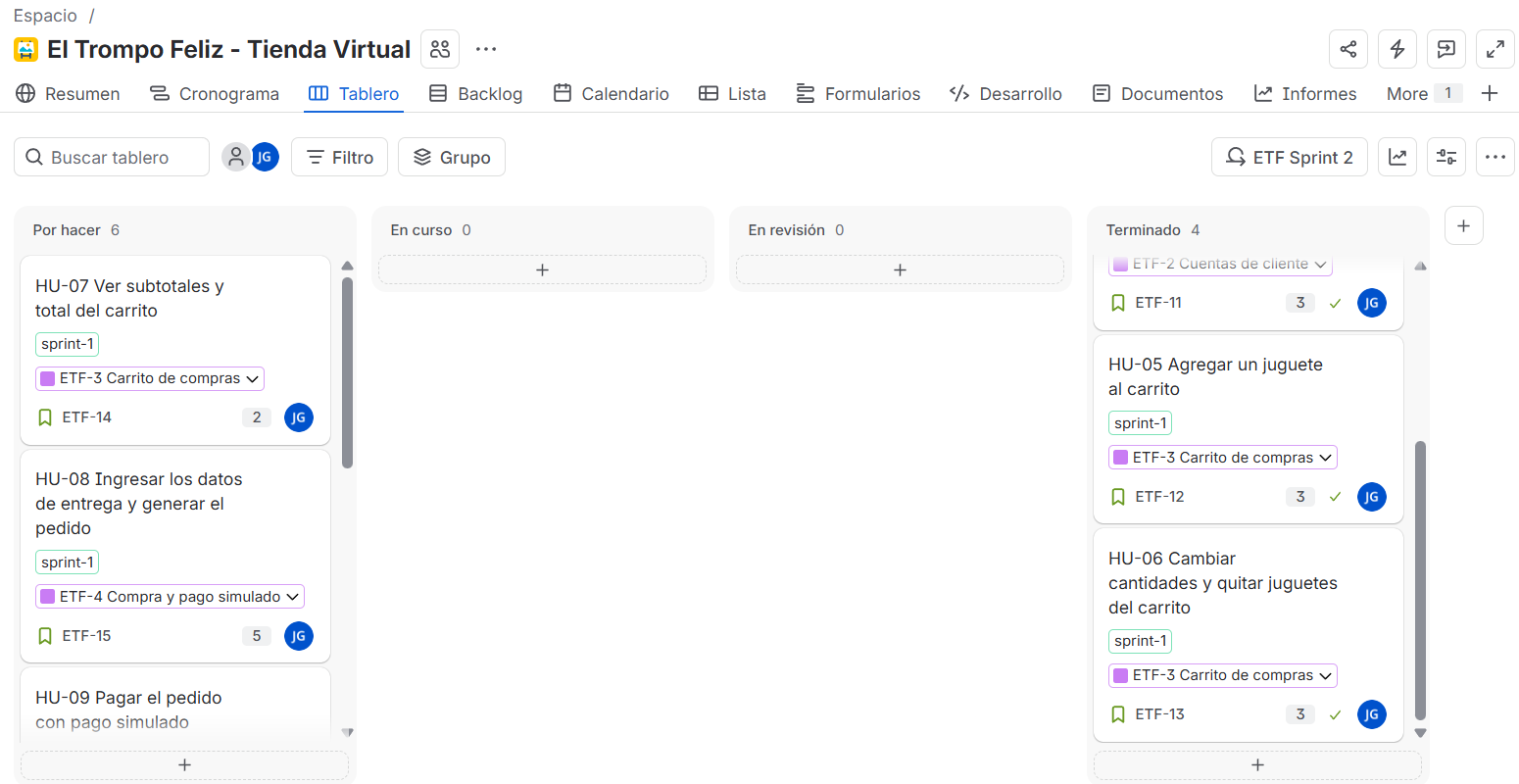 Espacio /
El Trompo Feliz - Tienda Virtual
Resumen
Cronograma
Tablero
Backlog
Calendario
Lista
Formularios
Desarrollo
Documentos
Informes
More 1
Buscar tablero
JG
Filtro
Grupo
ETF Sprint 2
Por hacer 6
HU-07 Ver subtotales y
total del carrito
sprint-1
ETF-3 Carrito de compras
ETF-14
2
JG
HU-08 Ingresar los datos
de entrega y generar el
pedido
sprint-1
ETF-4 Compra y pago simulado
ETF-15
5
JG
HU-09 Pagar el pedido
con pago simulado
En curso 0
En revisión 0
Terminado 4
ETF-2 Cuentas de cliente
ETF-11
3
JG
HU-05 Agregar un juguete
al carrito
sprint-1
ETF-3 Carrito de compras
ETF-12
3
JG
HU-06 Cambiar
cantidades y quitar juguetes
del carrito
sprint-1
ETF-3 Carrito de compras
ETF-13
3
JG